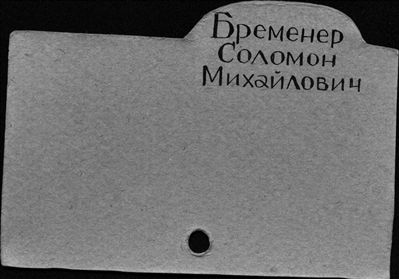 Бременер
Соломон
Михайлович